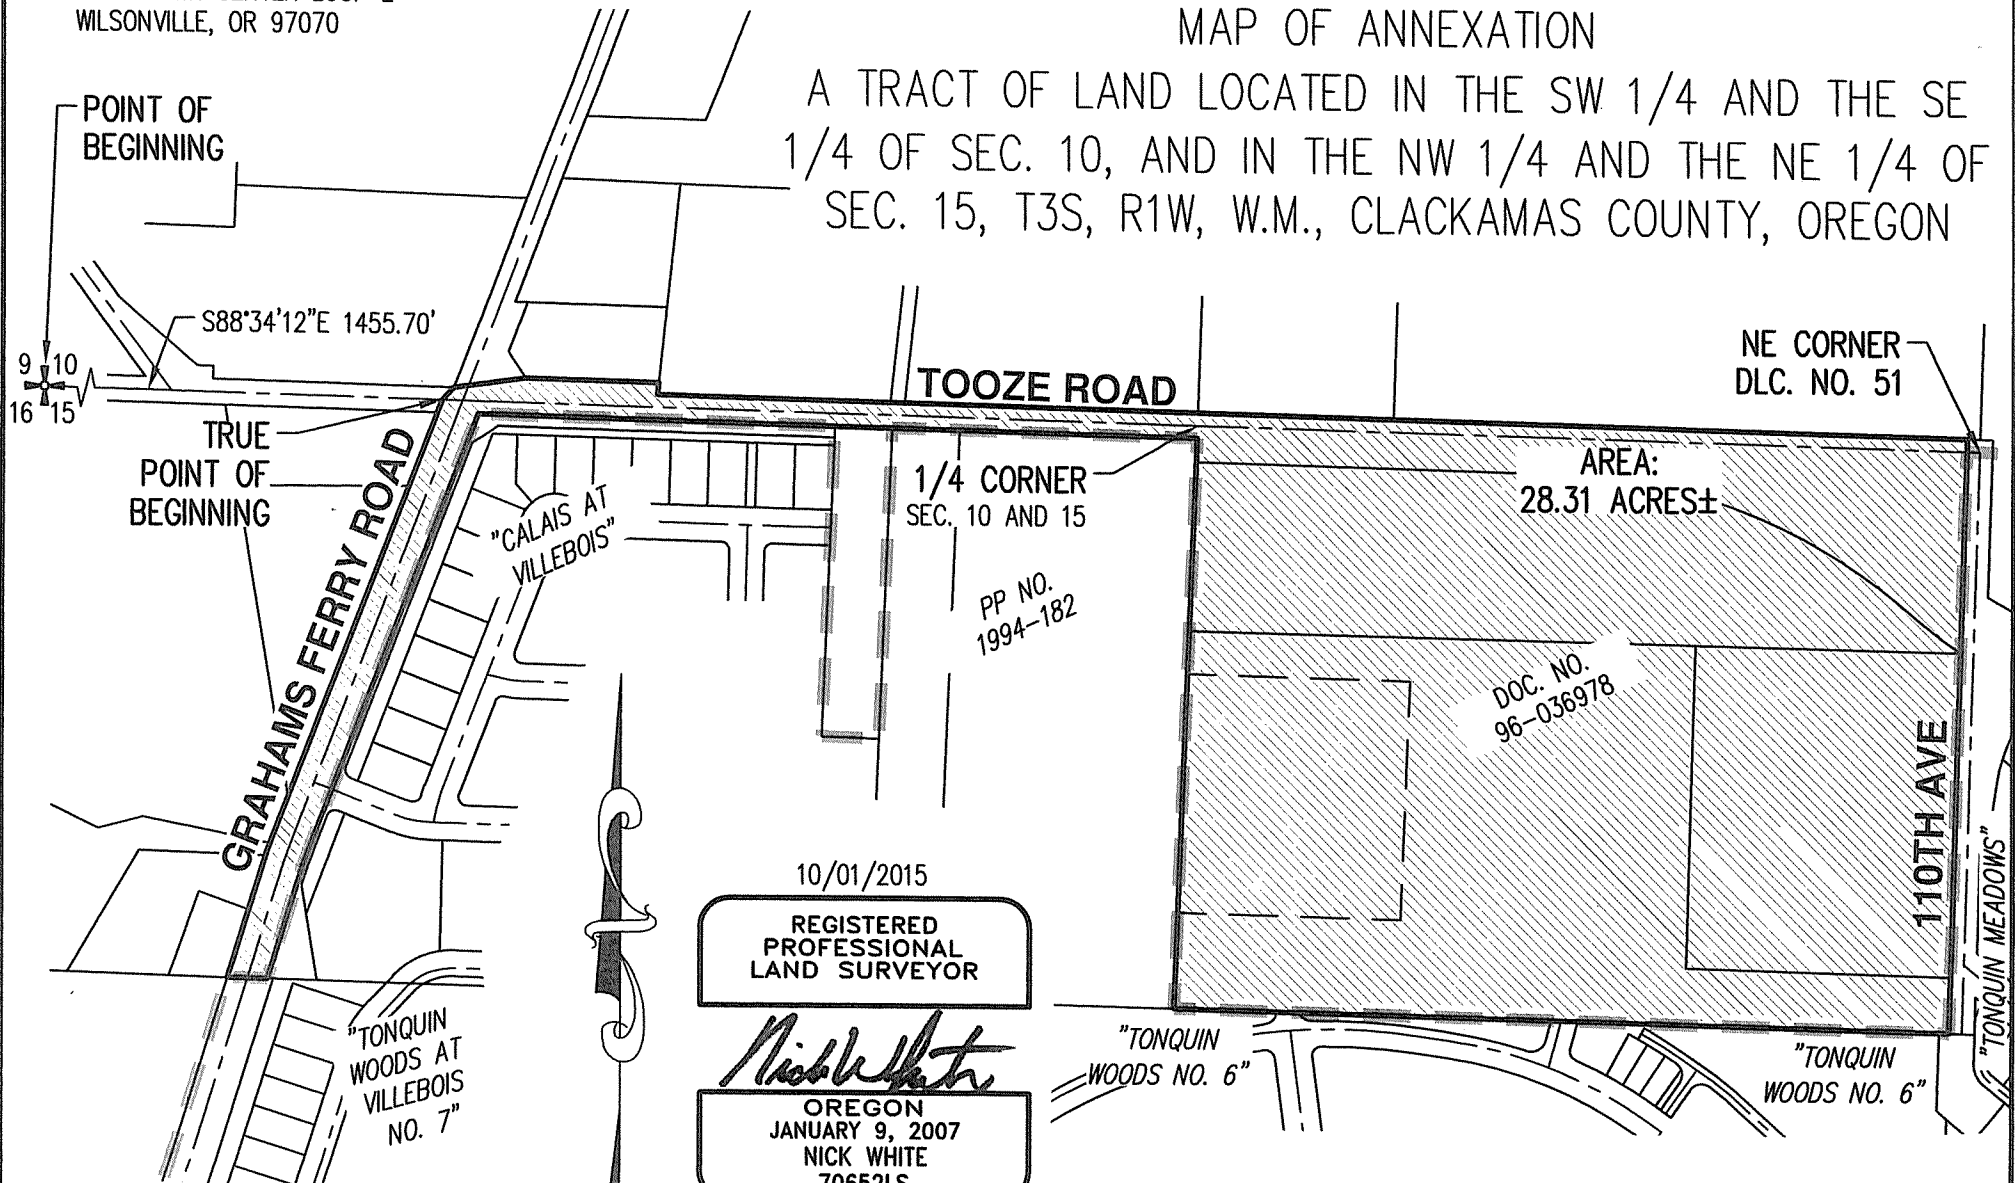 WILSONVILLE, OR 97070
MAP OF ANNEXATION
A TRACT OF LAND LOCATED IN THE SW 1/4 AND THE SE
1/4 OF SEC. 10, AND IN THE NW 1/4 AND THE NE 1/4 OF
SEC. 15, T3S, R1W, W.M., CLACKAMAS COUNTY, OREGON
POINT OF
BEGINNING
S88°34'12"E 1455.70'
9 10
16 15
TRUE
POINT OF
BEGINNING
GRAHAMS FERRY ROAD
TOOZE ROAD
NE CORNER
DLC. NO. 51
1/4 CORNER
SEC. 10 AND 15
AREA:
28.31 ACRES±
"CALAIS AT
VILLEBOIS"
PP NO.
1994-182
DOC. NO.
96-036978
110TH AVE
"TONQUIN MEADOWS"
10/01/2015
REGISTERED
PROFESSIONAL
LAND SURVEYOR
Nick White
OREGON
JANUARY 9, 2007
NICK WHITE
70652LS
"TONQUIN
WOODS AT
VILLEBOIS
NO. 7"
"TONQUIN
WOODS NO. 6"
"TONQUIN
WOODS NO. 6"